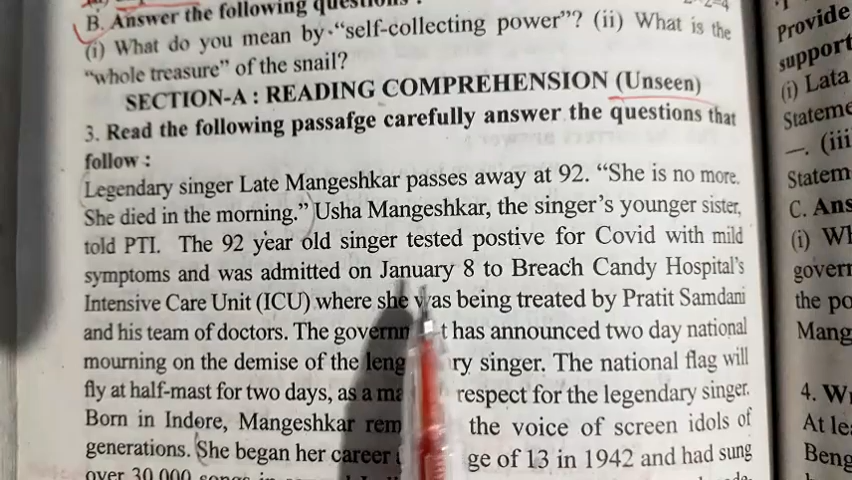 B. Answer the following questions :
(i) What do you mean by "self-collecting power"? (ii) What is the
"whole treasure" of the snail?
SECTION-A : READING COMPREHENSION (Unseen)
3. Read the following passafge carefully answer the questions that
follow :
Legendary singer Late Mangeshkar passes away at 92. "She is no more.
She died in the morning." Usha Mangeshkar, the singer's younger sister,
told PTI. The 92 year old singer tested postive for Covid with mild
symptoms and was admitted on January 8 to Breach Candy Hospital's
Intensive Care Unit (ICU) where she was being treated by Pratit Samdani
and his team of doctors. The governm t has announced two day national
mourning on the demise of the leng ry singer. The national flag will
fly at half-mast for two days, as a ma respect for the legendary singer.
Born in Indore, Mangeshkar rem the voice of screen idols of
generations. She began her career ge of 13 in 1942 and had sung
over 30,000 songs in
Provide
support
(i) Lata
Stateme
—. (iii
Statem
C. Ans
(i) Wh
govern
the po
Mang
4. Wr
At lea
Beng